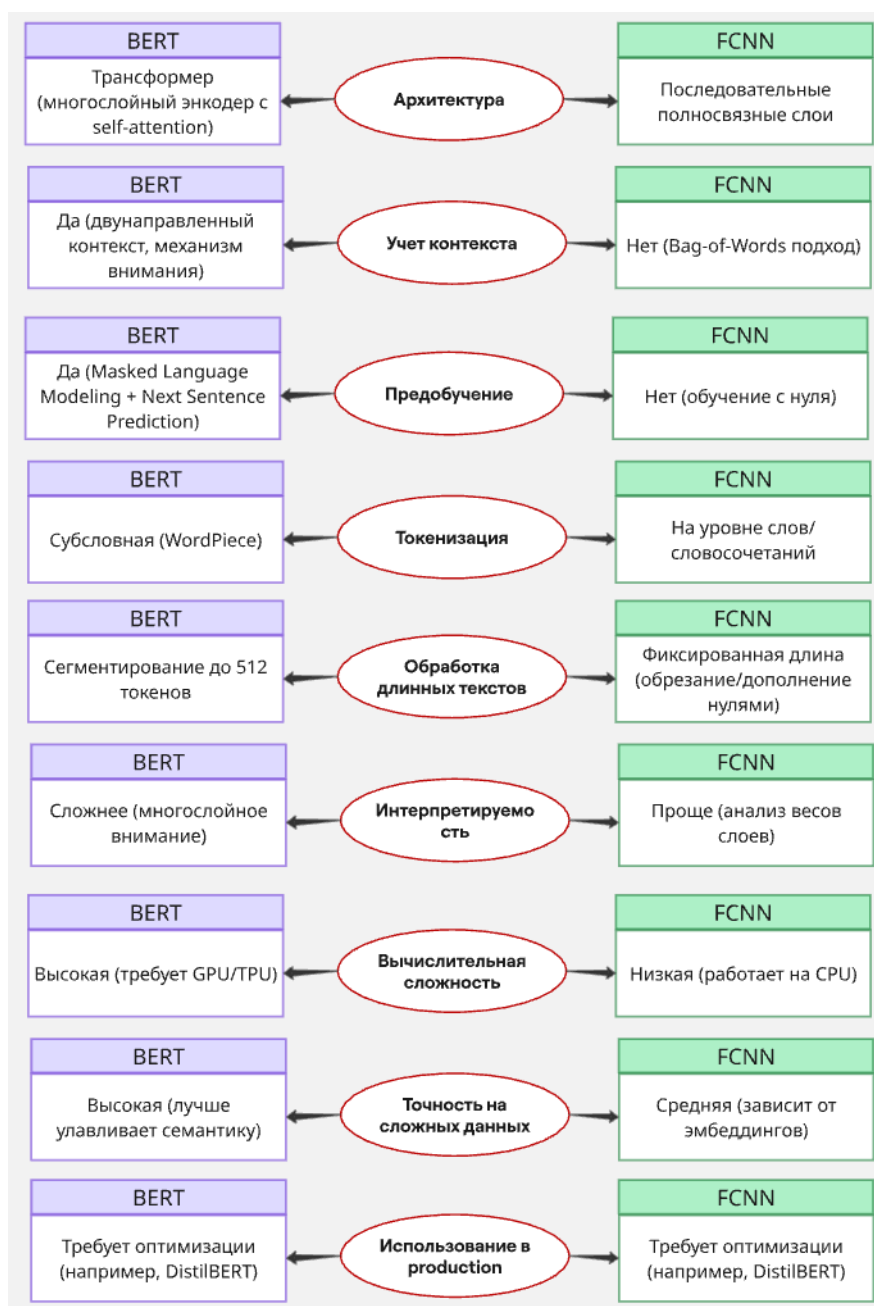 BERT
Трансформер
(многослойный энкодер с
self-attention)
Архитектура
FCNN
Последовательные
полносвязные слои
BERT
Да (двунаправленный
контекст, механизм
внимания)
Учет контекста
FCNN
Нет (Bag-of-Words подход)
BERT
Да (Masked Language
Modeling + Next Sentence
Prediction)
Предобучение
FCNN
Нет (обучение с нуля)
BERT
Субсловная (WordPiece)
Токенизация
FCNN
На уровне слов/
словосочетаний
BERT
Сегментирование до 512
токенов
Обработка
длинных текстов
FCNN
Фиксированная длина
(обрезание/дополнение
нулями)
BERT
Сложнее (многослойное
внимание)
Интерпретируемо
сть
FCNN
Проще (анализ весов
слоев)
BERT
Высокая (требует GPU/TPU)
Вычислительная
сложность
FCNN
Низкая (работает на CPU)
BERT
Высокая (лучше
улавливает семантику)
Точность на
сложных данных
FCNN
Средняя (зависит от
эмбеддингов)
BERT
Требует оптимизации
(например, DistilBERT)
Использование в
production
FCNN
Требует оптимизации
(например, DistilBERT)